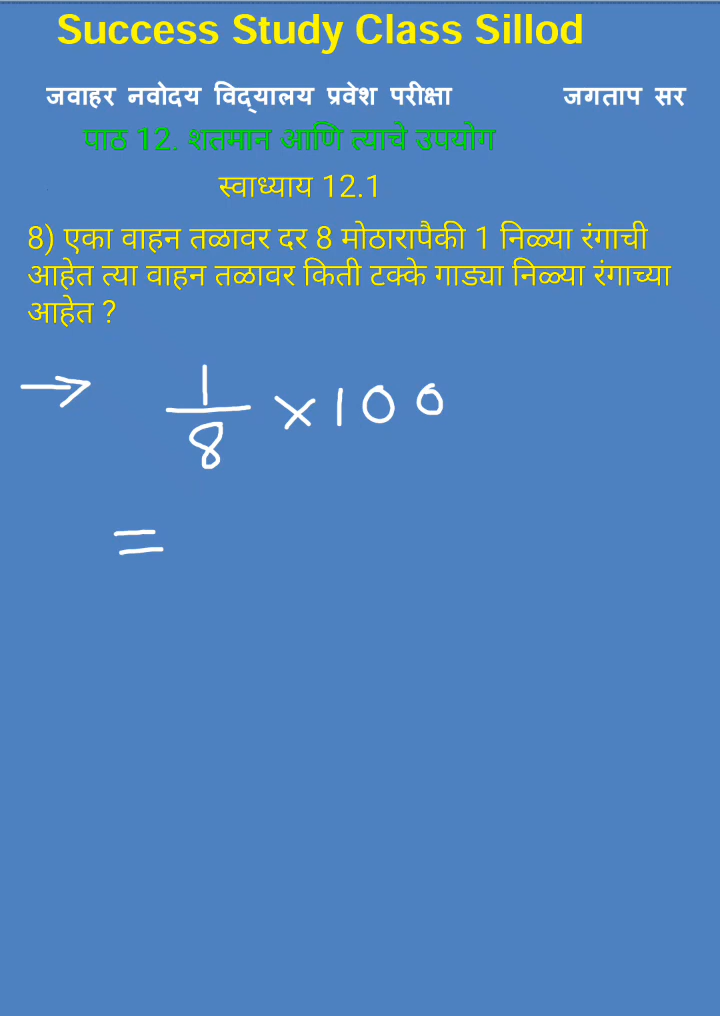 Success Study Class Sillod
जवाहर नवोदय विद्यालय प्रवेश परीक्षा जगताप सर
पाठ 12. शतमान आणि त्याचे उपयोग
स्वाध्याय 12.1
8) एका वाहन तळावर दर 8 मोठारापैकी 1 निळ्या रंगाची
आहेत त्या वाहन तळावर किती टक्के गाड्या निळ्या रंगाच्या
आहेत ?
→ 1/8 × 100
=